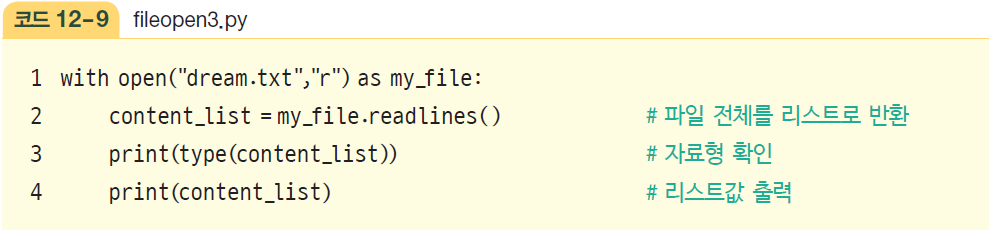 코드 12-9 fileopen3.py
1 with open("dream.txt","r") as my_file:
2 content_list = my_file.readlines() # 파일 전체를 리스트로 반환
3 print(type(content_list)) # 자료형 확인
4 print(content_list) # 리스트값 출력